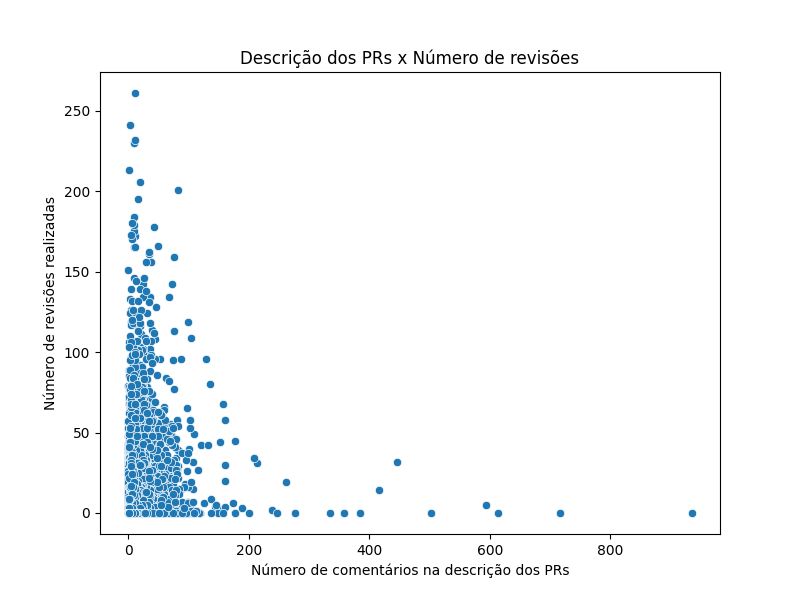 Descrição dos PRs x Número de revisões
Número de revisões realizadas
250
200
150
100
50
0
0 200 400 600 800
Número de comentários na descrição dos PRs